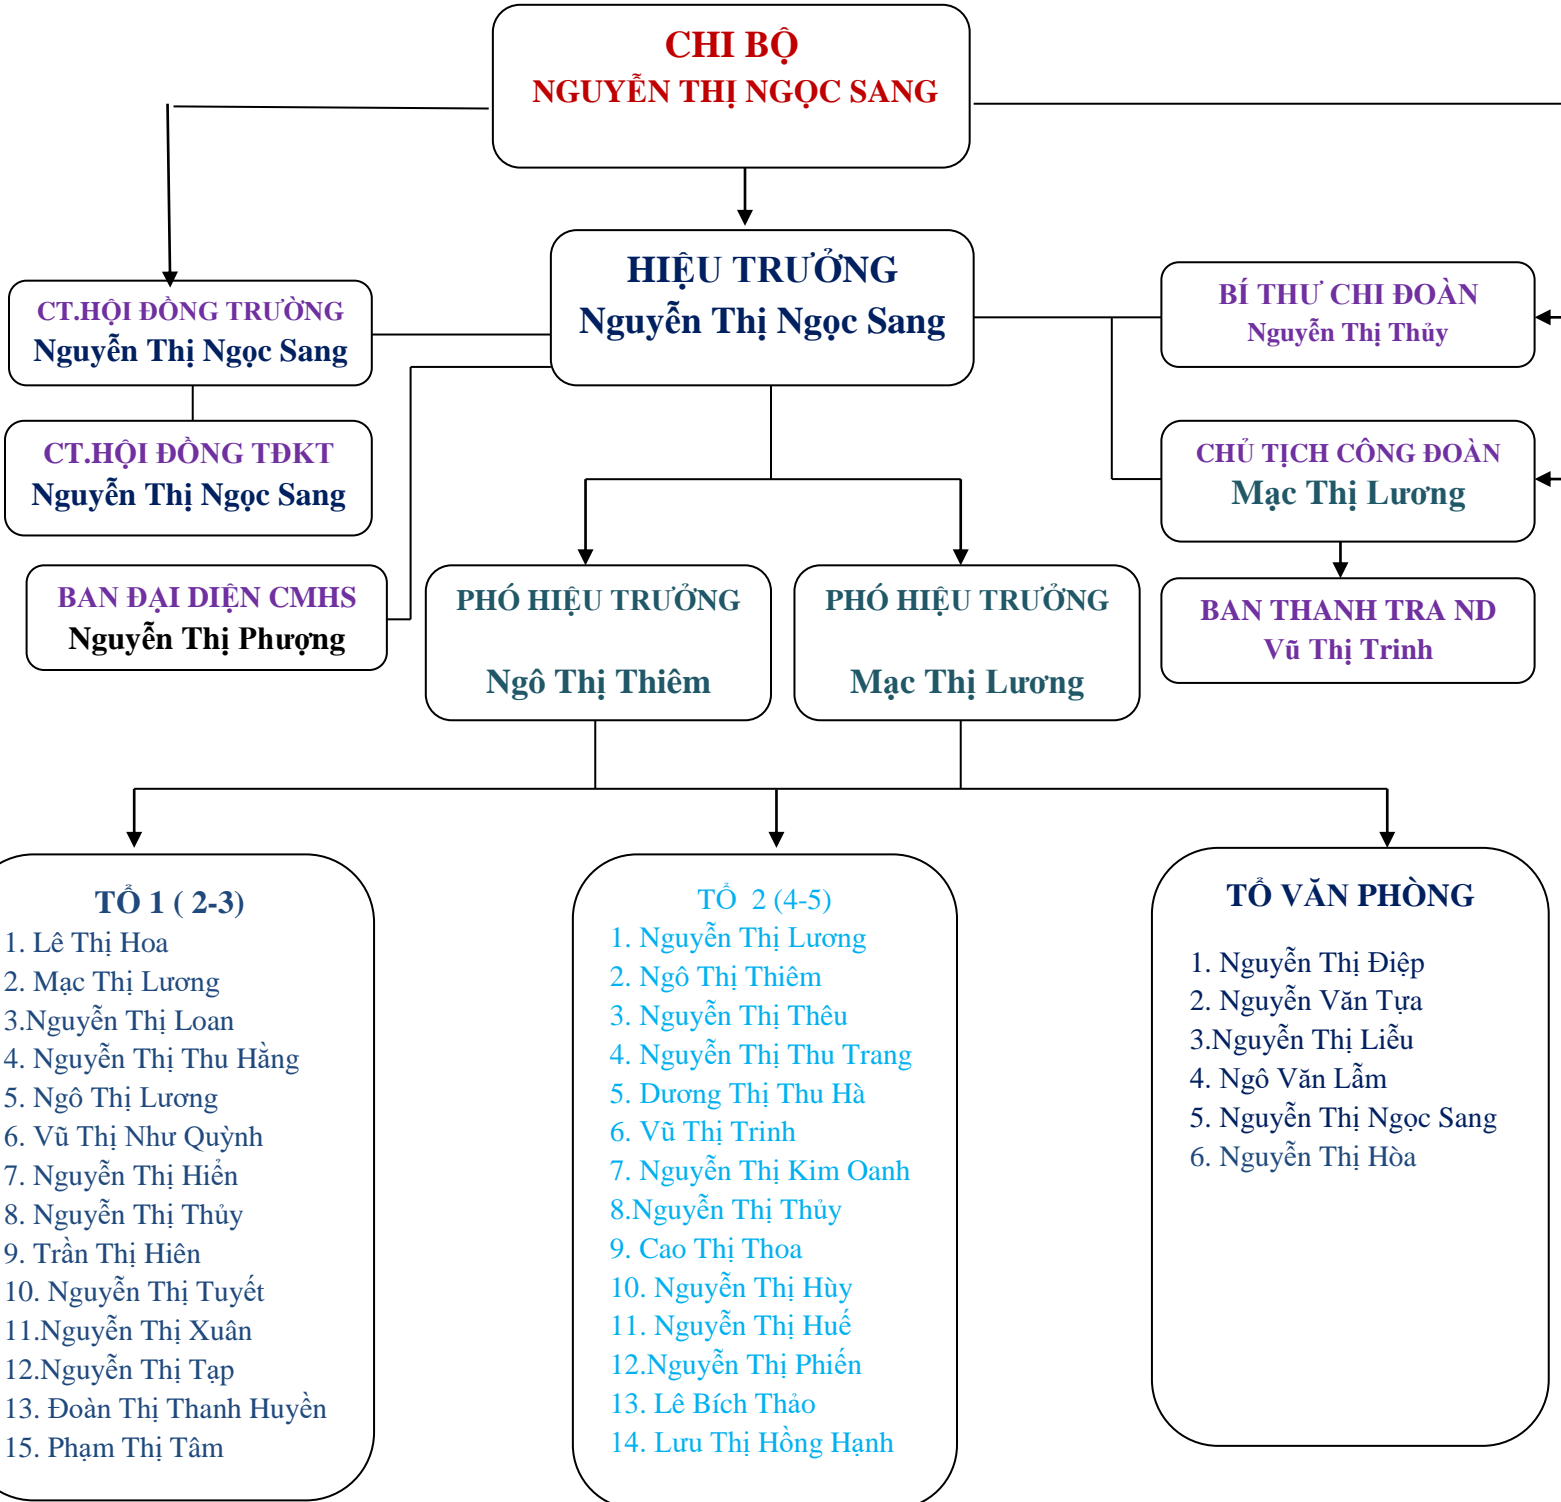 CHI BỘ
NGUYỄN THỊ NGỌC SANG
HIỆU TRƯỞNG
Nguyễn Thị Ngọc Sang
CT.HỘI ĐỒNG TRƯỜNG
Nguyễn Thị Ngọc Sang
BÍ THƯ CHI ĐOÀN
Nguyễn Thị Thủy
CT.HỘI ĐỒNG TĐKT
Nguyễn Thị Ngọc Sang
CHỦ TỊCH CÔNG ĐOÀN
Mạc Thị Lương
BAN ĐẠI DIỆN CMHS
Nguyễn Thị Phượng
PHÓ HIỆU TRƯỞNG
Ngô Thị Thiêm
PHÓ HIỆU TRƯỞNG
Mạc Thị Lương
BAN THANH TRA ND
Vũ Thị Trinh
TỔ 1 ( 2-3)
1. Lê Thị Hoa
2. Mạc Thị Lương
3.Nguyễn Thị Loan
4. Nguyễn Thị Thu Hằng
5. Ngô Thị Lương
6. Vũ Thị Như Quỳnh
7. Nguyễn Thị Hiển
8. Nguyễn Thị Thủy
9. Trần Thị Hiên
10. Nguyễn Thị Tuyết
11.Nguyễn Thị Xuân
12.Nguyễn Thị Tạp
13. Đoàn Thị Thanh Huyền
15. Phạm Thị Tâm
TỔ 2 (4-5)
1. Nguyễn Thị Lương
2. Ngô Thị Thiêm
3. Nguyễn Thị Thêu
4. Nguyễn Thị Thu Trang
5. Dương Thị Thu Hà
6. Vũ Thị Trinh
7. Nguyễn Thị Kim Oanh
8.Nguyễn Thị Thủy
9. Cao Thị Thoa
10. Nguyễn Thị Hùy
11. Nguyễn Thị Huế
12.Nguyễn Thị Phiến
13. Lê Bích Thảo
14. Lưu Thị Hồng Hạnh
TỔ VĂN PHÒNG
1. Nguyễn Thị Điệp
2. Nguyễn Văn Tựa
3.Nguyễn Thị Liễu
4. Ngô Văn Lẫm
5. Nguyễn Thị Ngọc Sang
6. Nguyễn Thị Hòa